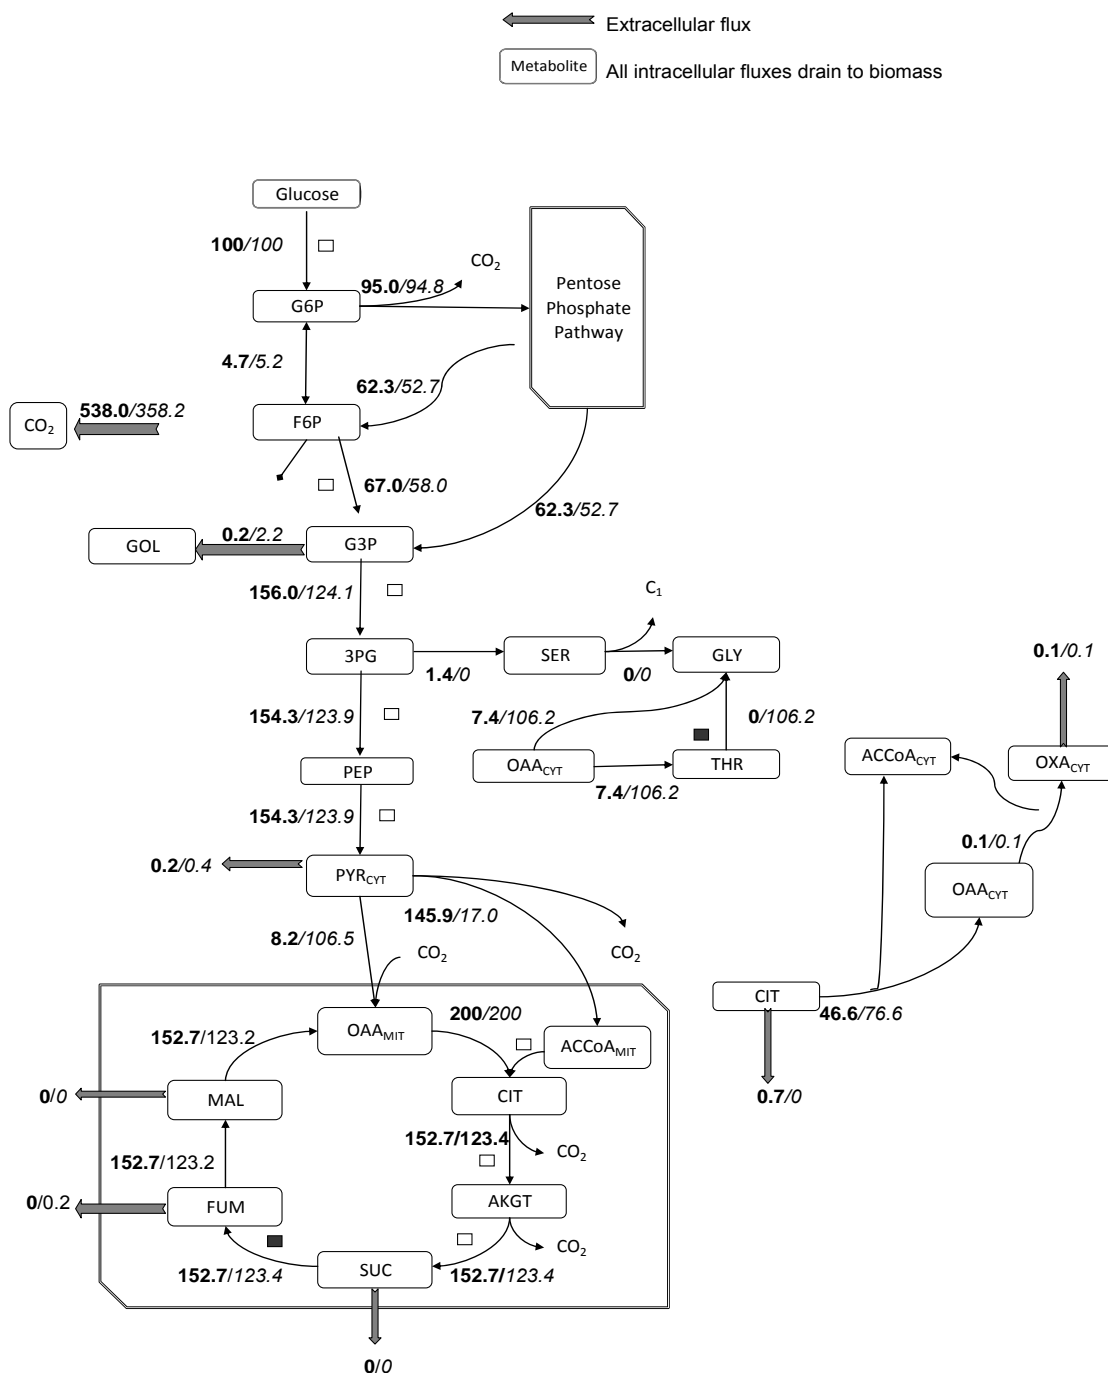 Extracellular flux
Metabolite All intracellular fluxes drain to biomass
Glucose
100/100
CO2
95.0/94.8
G6P
Pentose
Phosphate
Pathway
4.7/5.2
62.3/52.7
538.0/358.2
CO2
F6P
67.0/58.0
62.3/52.7
0.2/2.2
GOL
G3P
156.0/124.1
C1
3PG
SER
GLY
1.4/0
0/0
0.1/0.1
154.3/123.9
7.4/106.2
0/106.2
PEP
OAACYT
THR
ACCoACYT
OXACYT
7.4/106.2
154.3/123.9
0.1/0.1
0.2/0.4
PYRCYT
145.9/17.0
OAACYT
8.2/106.5
CO2
CO2
CIT
46.6/76.6
0.7/0
200/200
OAAMIT
ACCoAMIT
152.7/123.2
0/0
MAL
CIT
152.7/123.4
CO2
152.7/123.2
0/0.2
FUM
AKGT
CO2
152.7/123.4
SUC
152.7/123.4
0/0